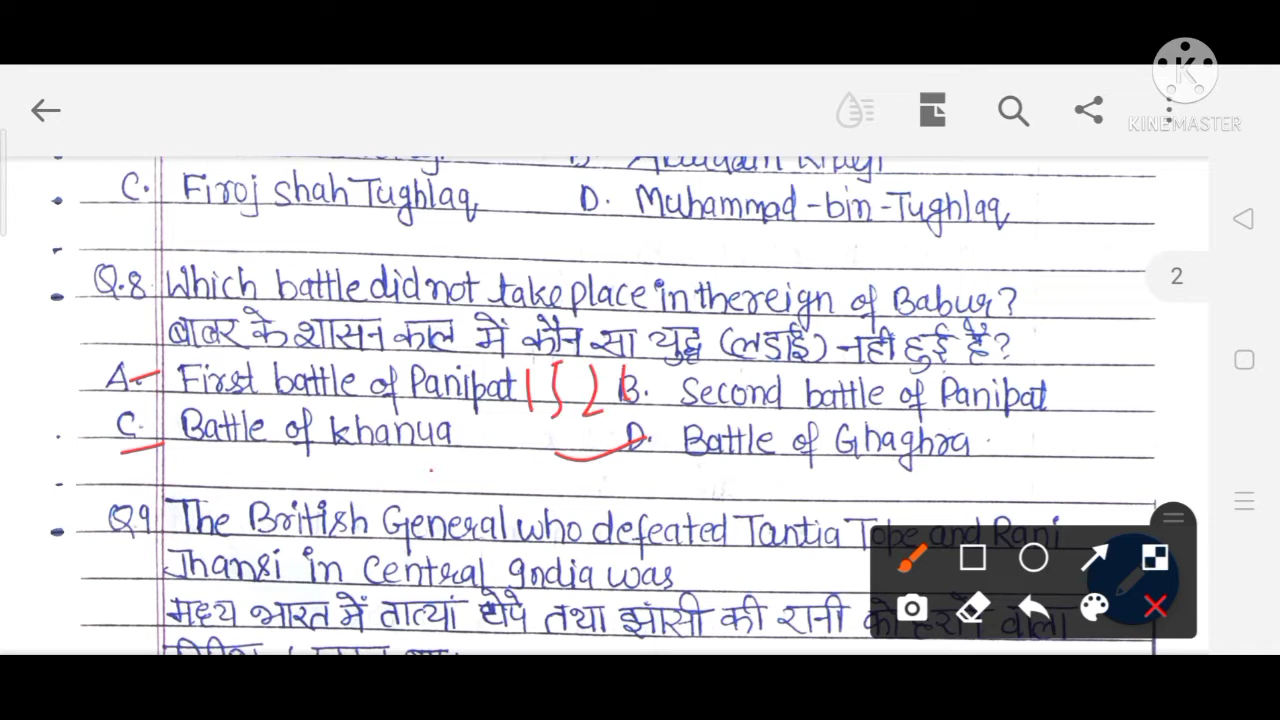 KINEMASTER
C. Firoj Shah Tughlaq D. Muhammad-bin-Tughlaq
2
Q.8 Which battle did not take place in the reign of Babur?
बाबर के शासन काल में कौन सा युद्ध (लडाई) नहीं हुई है?
A. First battle of Panipat 1526 B. Second battle of Panipat
C. Battle of Khanua D. Battle of Ghaghra
Q.9 The British General who defeated Tantia Tope and Rani
Jhansi in Central India was
मध्य भारत में तात्यां टोपे तथा झांसी की रानी को हराने वाला